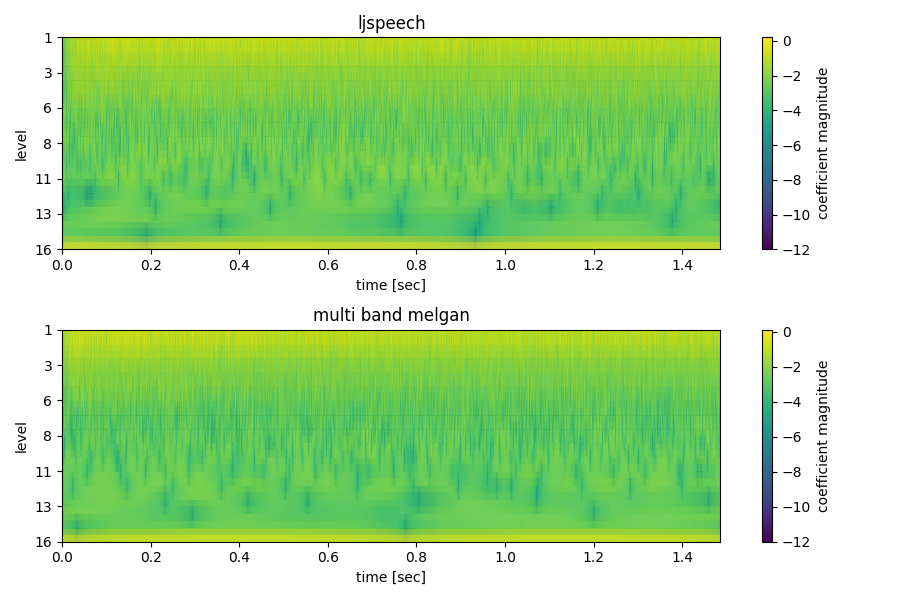 ljspeech
1
3
6
8
11
13
16
level
0.0 0.2 0.4 0.6 0.8 1.0 1.2 1.4
time [sec]
0
−2
−4
−6
−8
−10
−12
coefficient magnitude
multi band melgan
1
3
6
8
11
13
16
level
0.0 0.2 0.4 0.6 0.8 1.0 1.2 1.4
time [sec]
0
−2
−4
−6
−8
−10
−12
coefficient magnitude